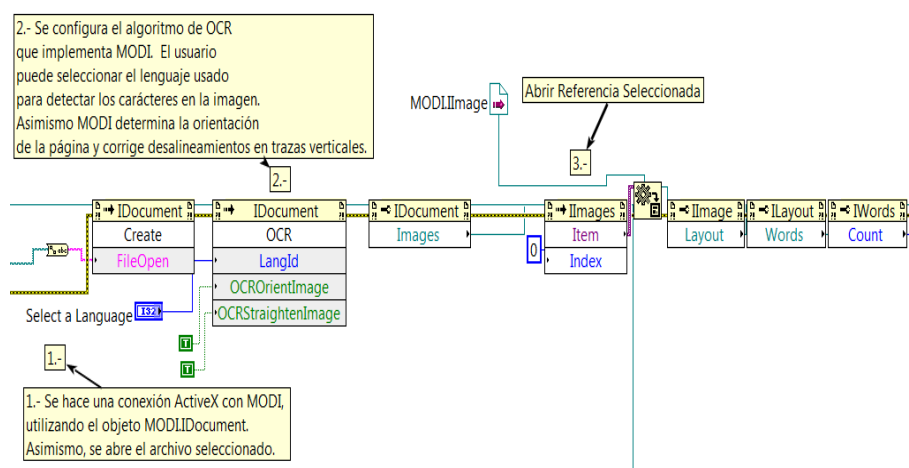 2.- Se configura el algoritmo de OCR
que implementa MODI.  El usuario
puede seleccionar el lenguaje usado
para detectar los carácteres en la imagen.
Asimismo MODI determina la orientación
de la página y corrige desalineamientos en trazas verticales.
MODI.IImage
Abrir Referencia Seleccionada
2.-
3.-
IDocument
Create
FileOpen
IDocument
OCR
LangId
OCROrientImage
OCRStraightenImage
IDocument
Images
IImages
Item
Index
0
IImage
Layout
ILayout
Words
IWords
Count
Select a Language
I32
T
T
1.-
1.- Se hace una conexión ActiveX con MODI,
utilizando el objeto MODI.IDocument.
Asimismo, se abre el archivo seleccionado.